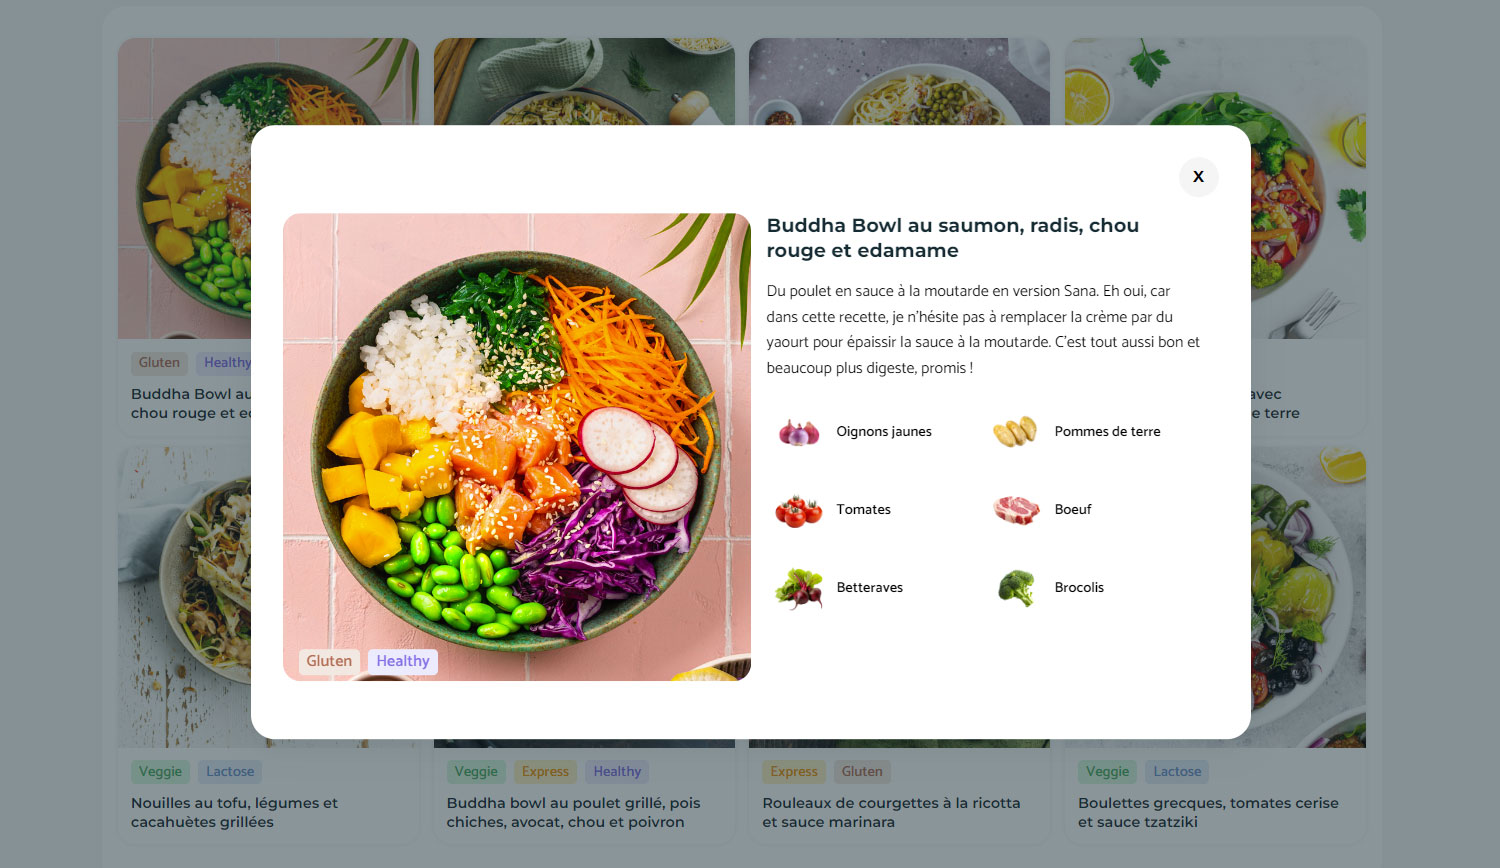 X
Buddha Bowl au saumon, radis, chou
rouge et edamame
Du poulet en sauce à la moutarde en version Sana. Eh oui, car
dans cette recette, je n'hésite pas à remplacer la crème par du
yaourt pour épaissir la sauce à la moutarde. C'est tout aussi bon et
beaucoup plus digeste, promis !
Oignons jaunes
Pommes de terre
Tomates
Boeuf
Betteraves
Brocolis
Gluten Healthy
Gluten Healthy
Buddha Bowl au
chou rouge et
avec
terre
Veggie Lactose
Nouilles au tofu, légumes et
cacahuètes grillées
Veggie Express Healthy
Buddha bowl au poulet grillé, pois
chiches, avocat, chou et poivron
Express Gluten
Rouleaux de courgettes à la ricotta
et sauce marinara
Veggie Lactose
Boulettes grecques, tomates cerise
et sauce tzatziki